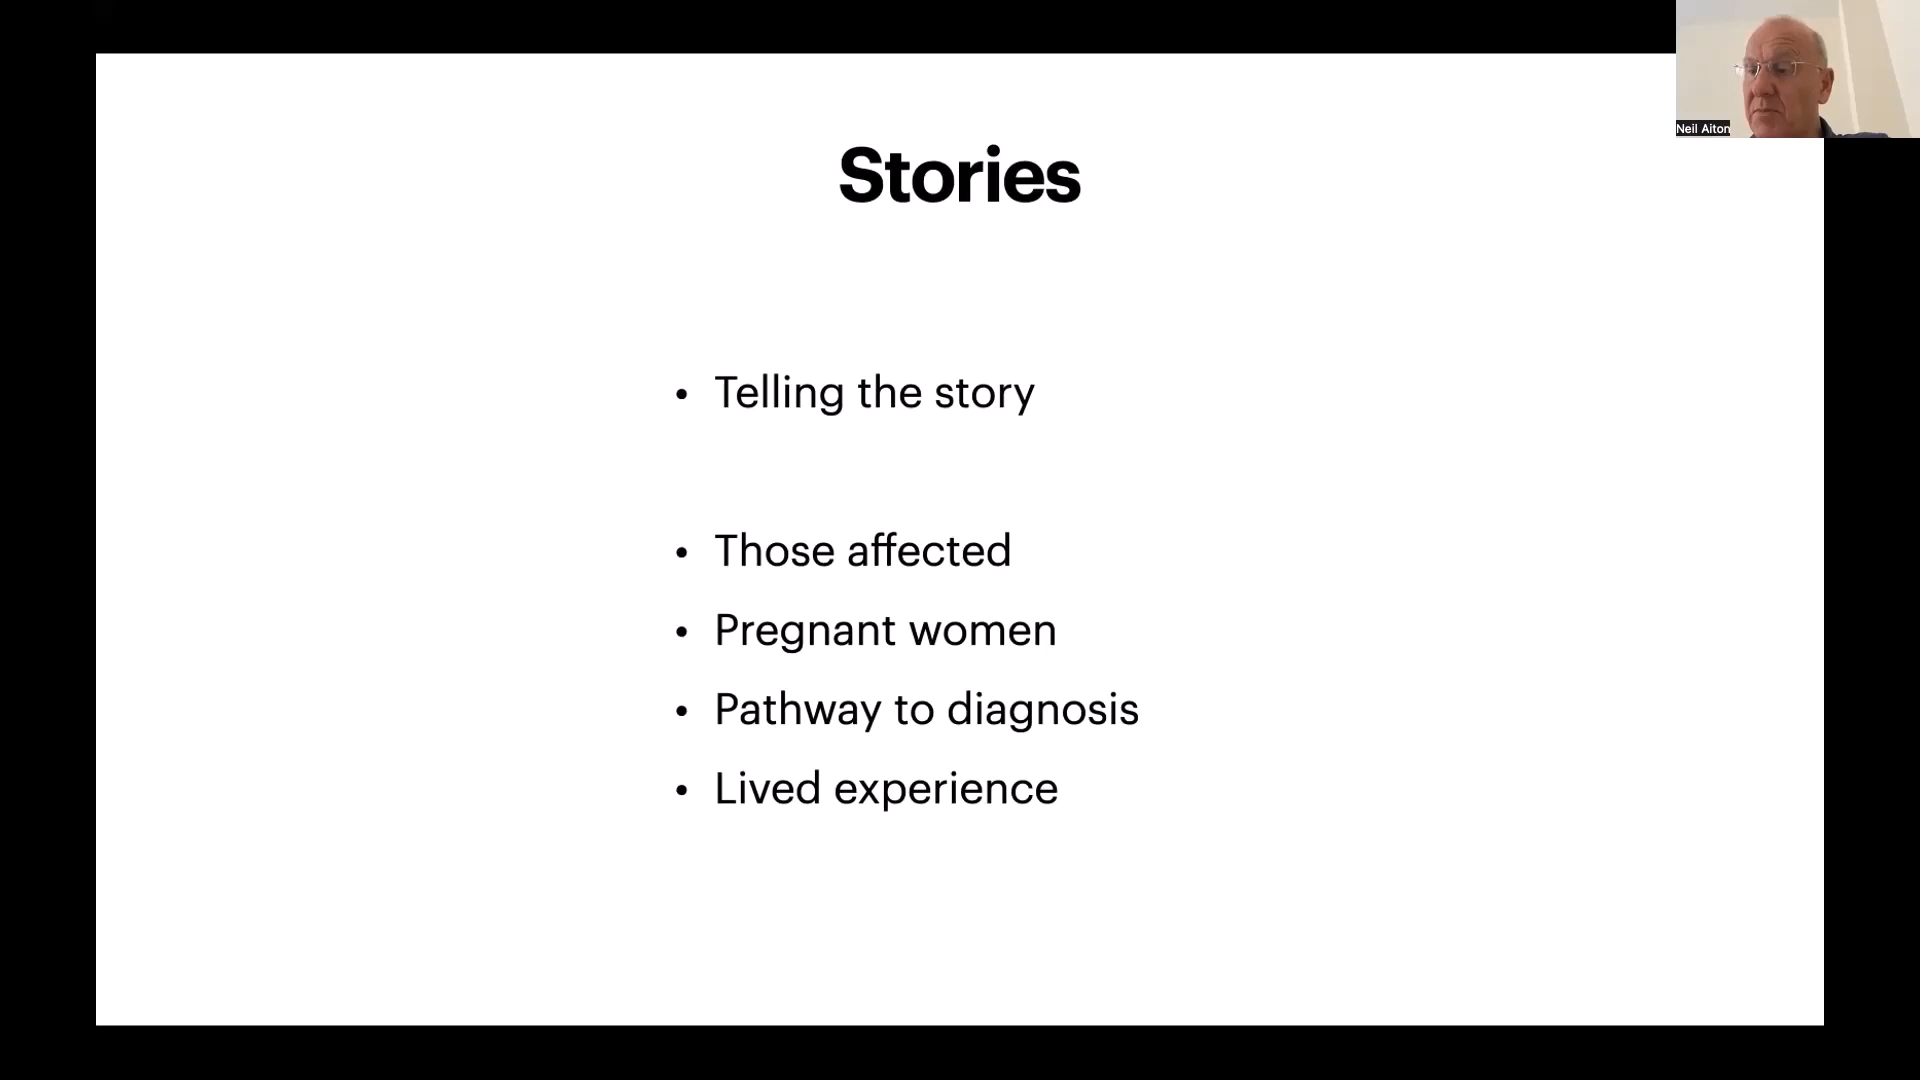 Neil Aiton
Stories
• Telling the story
• Those affected
• Pregnant women
• Pathway to diagnosis
• Lived experience